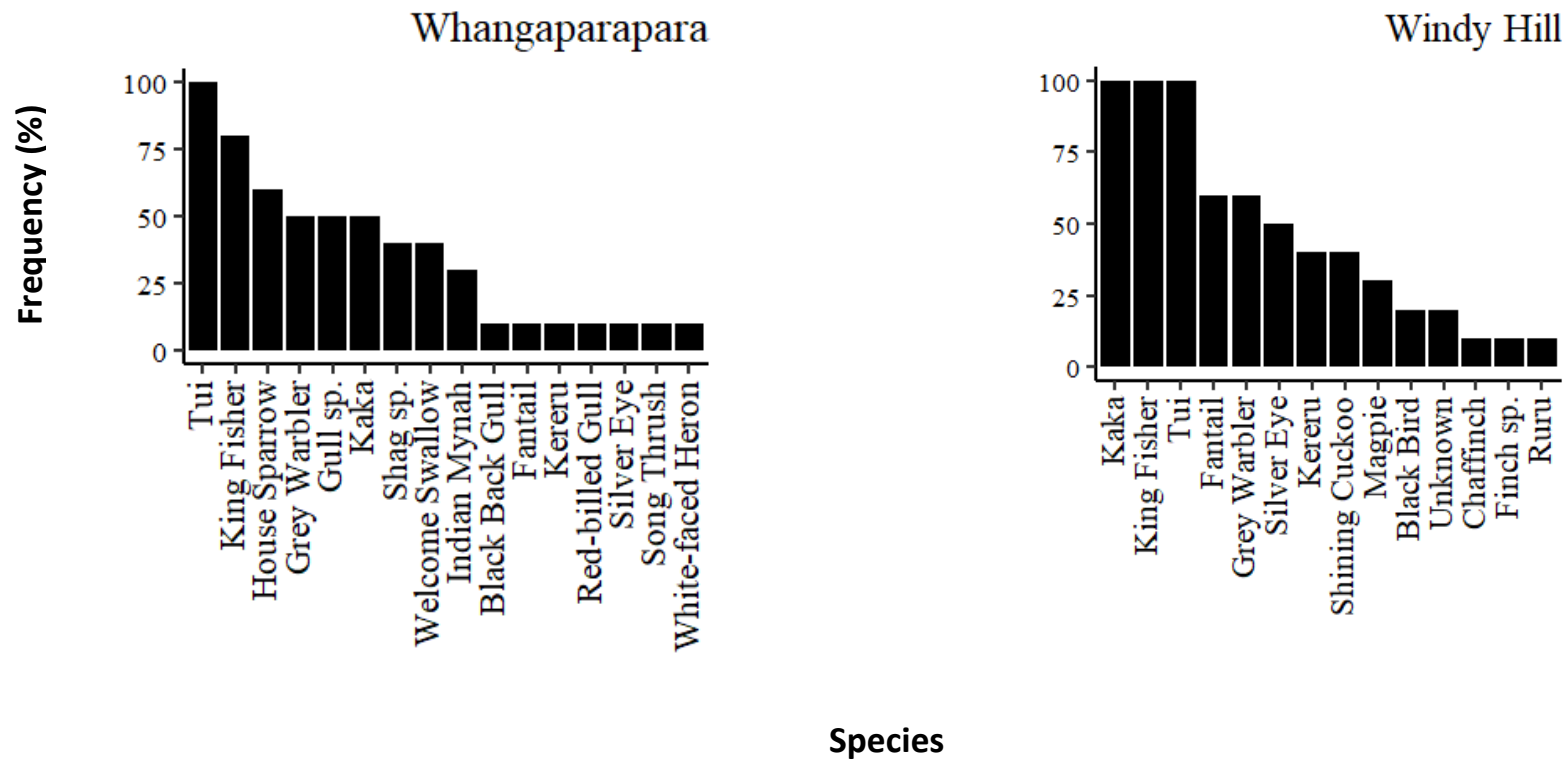 Whangaparapara
Frequency (%)
100
75
50
25
0
Tui
King Fisher
House Sparrow
Grey Warbler
Gull sp.
Kaka
Shag sp.
Welcome Swallow
Indian Mynah
Black Back Gull
Fantail
Kereru
Red-billed Gull
Silver Eye
Song Thrush
White-faced Heron
Windy Hill
100
75
50
25
0
Kaka
King Fisher
Tui
Fantail
Grey Warbler
Silver Eye
Kereru
Shining Cuckoo
Magpie
Black Bird
Unknown
Chaffinch
Finch sp.
Ruru
Species